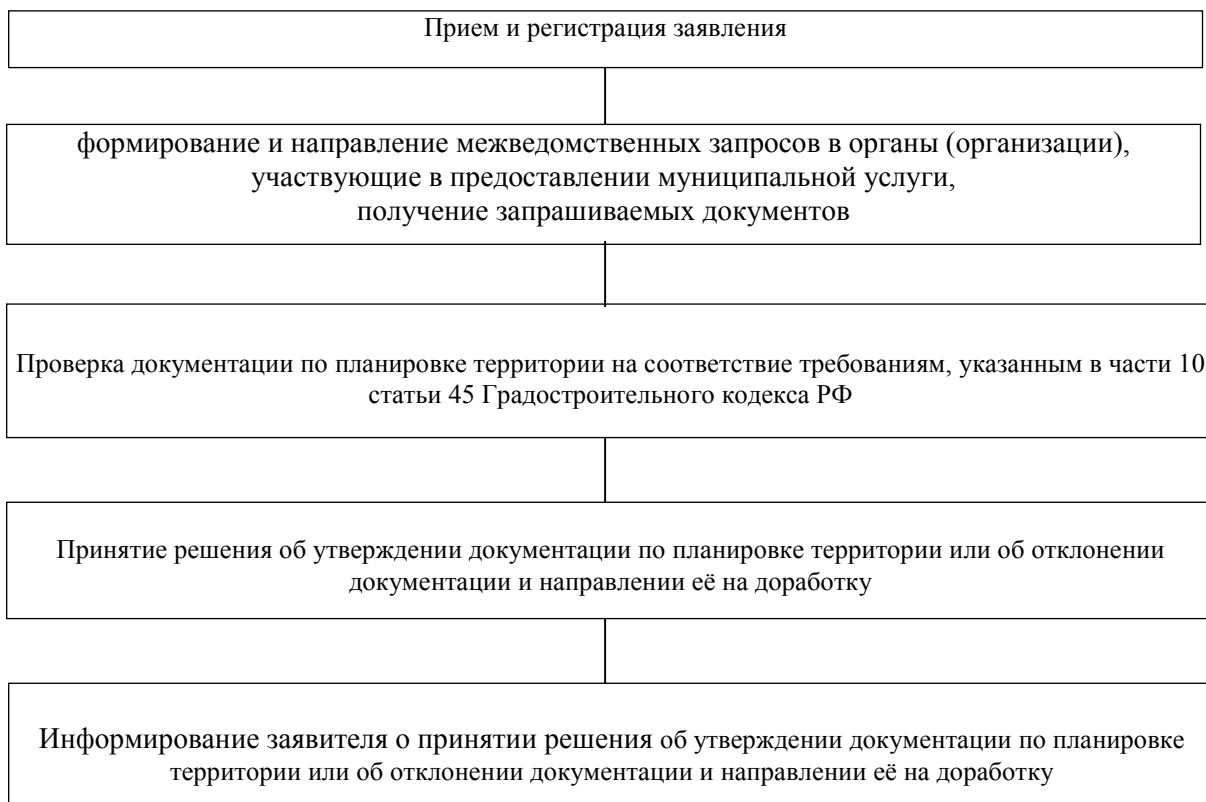 Прием и регистрация заявления
формирование и направление межведомственных запросов в органы (организации),
участвующие в предоставлении муниципальной услуги,
получение запрашиваемых документов
Проверка документации по планировке территории на соответствие требованиям, указанным в части 10
статьи 45 Градостроительного кодекса РФ
Принятие решения об утверждении документации по планировке территории или об отклонении
документации и направлении её на доработку
Информирование заявителя о принятии решения об утверждении документации по планировке
территории или об отклонении документации и направлении её на доработку